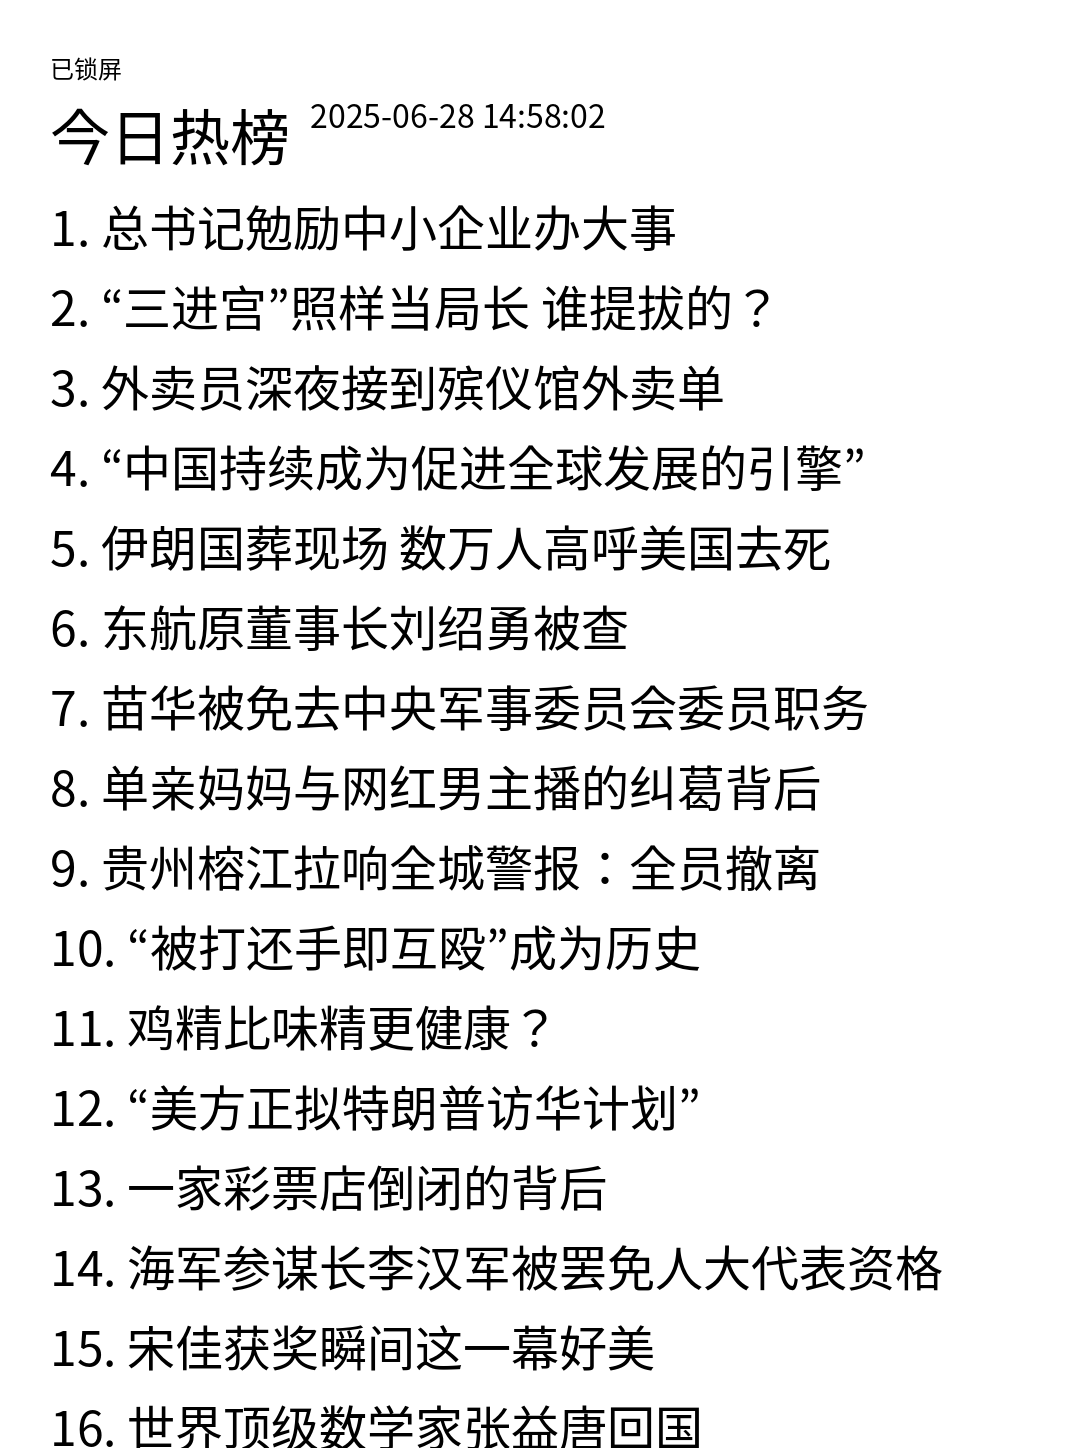 已锁屏
今日热榜 2025-06-28 14:58:02
1. 总书记勉励中小企业办大事
2. “三进宫”照样当局长 谁提拔的？
3. 外卖员深夜接到殡仪馆外卖单
4. “中国持续成为促进全球发展的引擎”
5. 伊朗国葬现场 数万人高呼美国去死
6. 东航原董事长刘绍勇被查
7. 苗华被免去中央军事委员会委员职务
8. 单亲妈妈与网红男主播的纠葛背后
9. 贵州榕江拉响全城警报：全员撤离
10. “被打还手即互殴”成为历史
11. 鸡精比味精更健康？
12. “美方正拟特朗普访华计划”
13. 一家彩票店倒闭的背后
14. 海军参谋长李汉军被罢免人大代表资格
15. 宋佳获奖瞬间这一幕好美
16. 世界顶级数学家张益唐回国